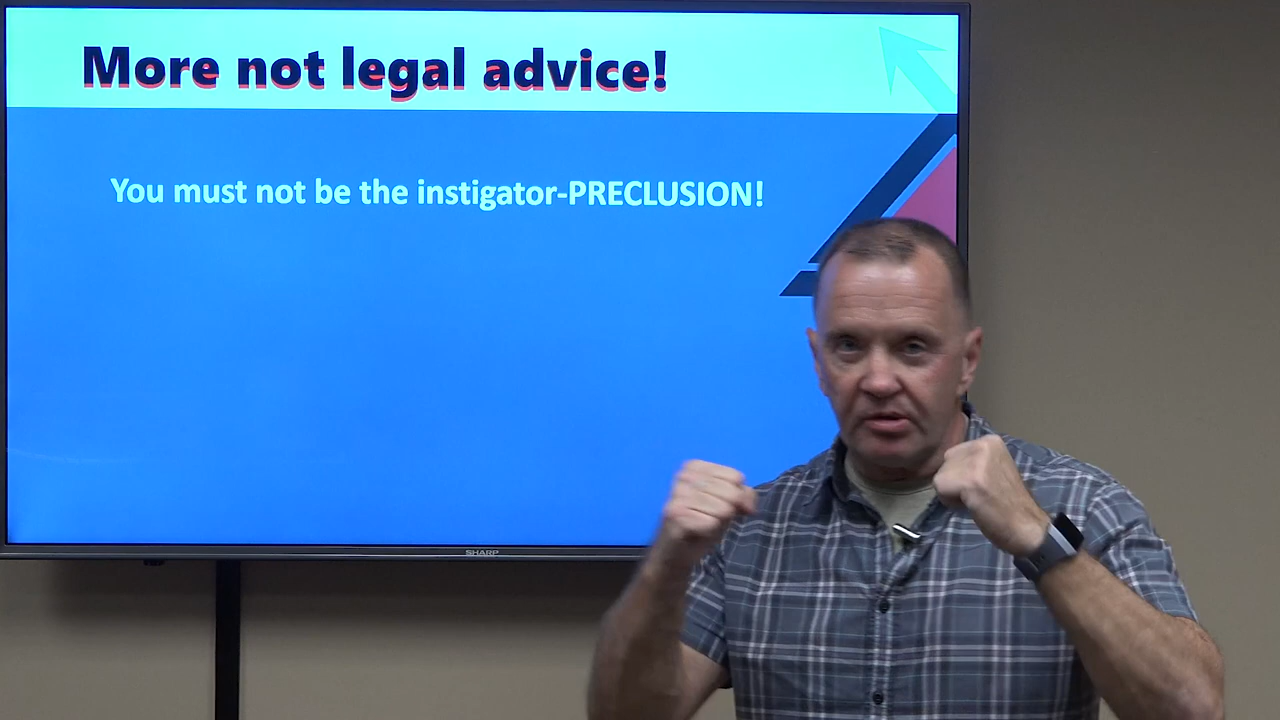 More not legal advice!
You must not be the instigator-PRECLUSION!
SHARP